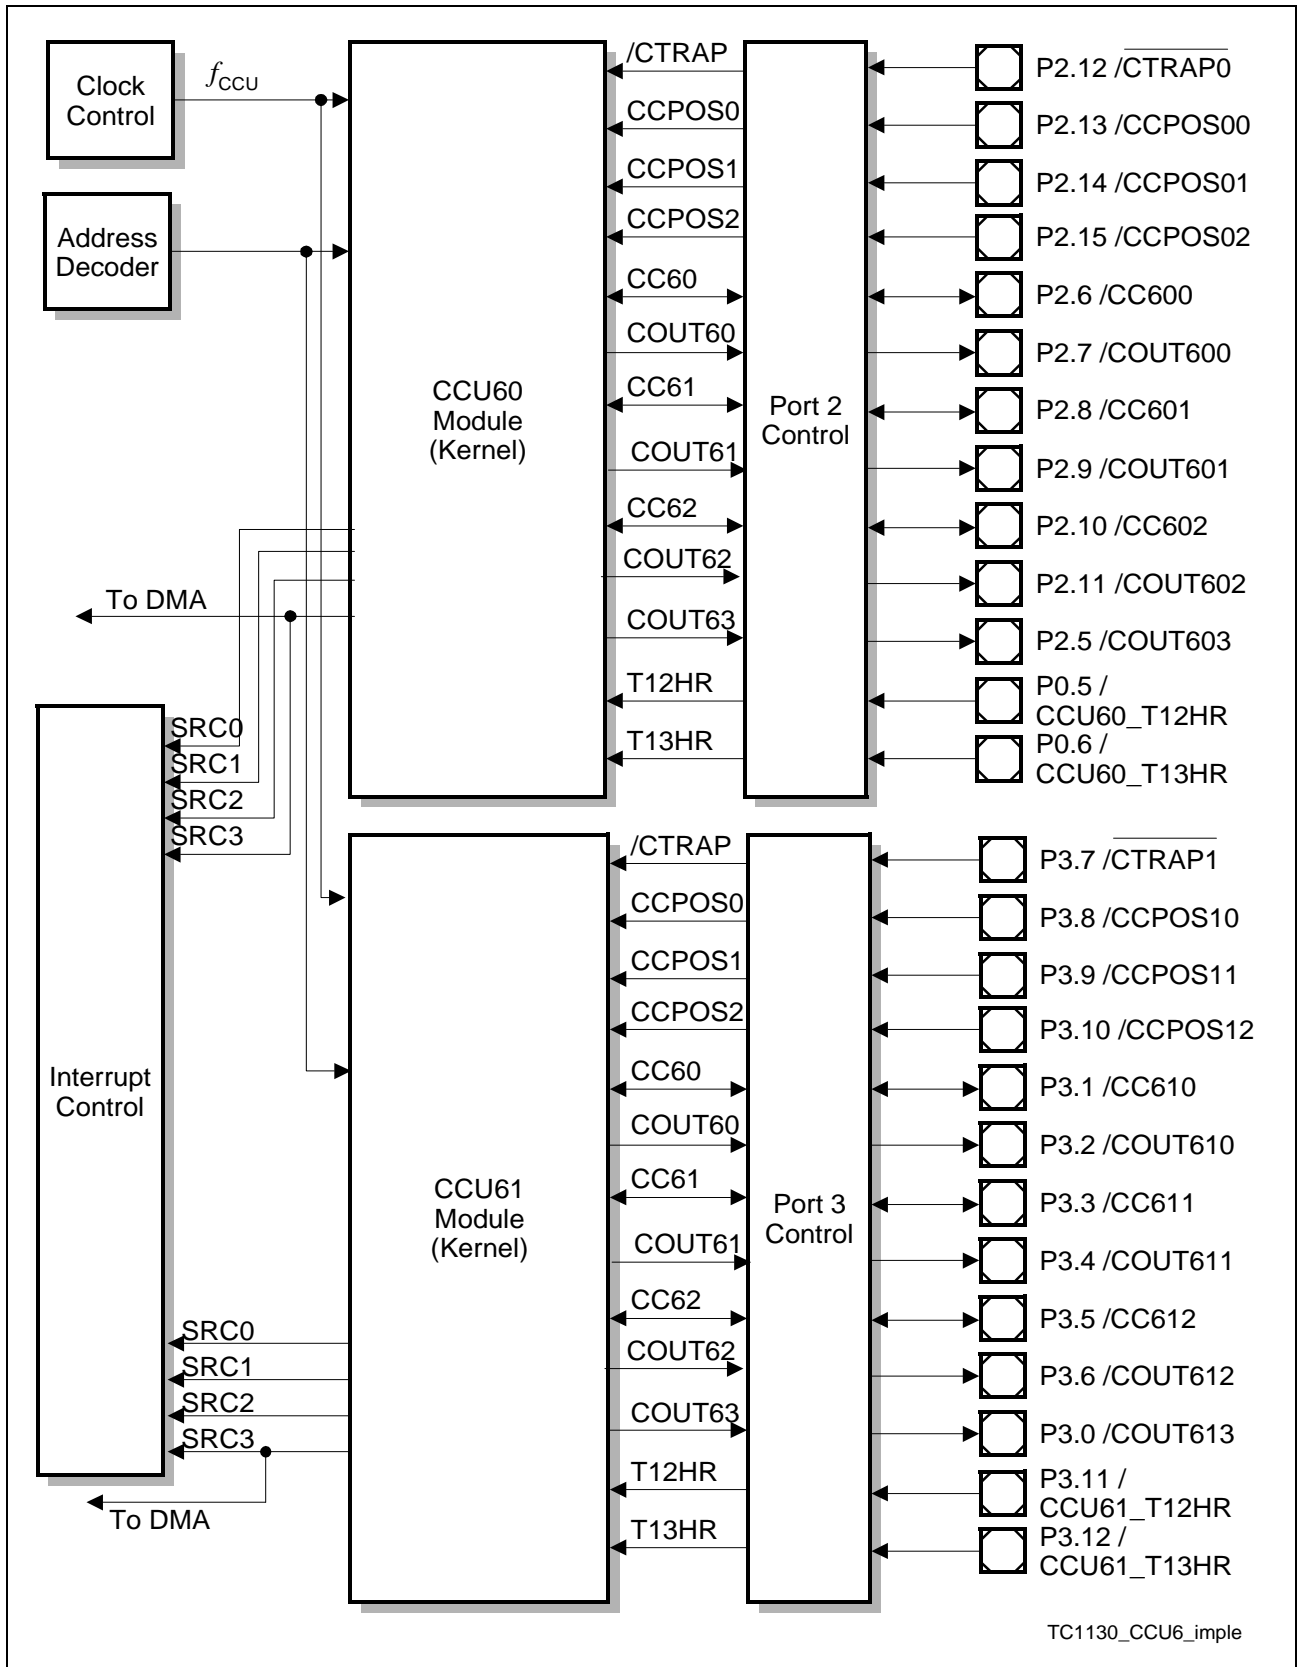 Clock
Control
fCCU
Address
Decoder
CCU60
Module
(Kernel)
/CTRAP
CCPOS0
CCPOS1
CCPOS2
CC60
COUT60
CC61
COUT61
CC62
COUT62
COUT63
T12HR
T13HR
Port 2
Control
P2.12 /CTRAP0
P2.13 /CCPOS00
P2.14 /CCPOS01
P2.15 /CCPOS02
P2.6 /CC600
P2.7 /COUT600
P2.8 /CC601
P2.9 /COUT601
P2.10 /CC602
P2.11 /COUT602
P2.5 /COUT603
P0.5 /
CCU60_T12HR
P0.6 /
CCU60_T13HR
To DMA
SRC0
SRC1
SRC2
SRC3
Interrupt
Control
SRC0
SRC1
SRC2
SRC3
To DMA
CCU61
Module
(Kernel)
/CTRAP
CCPOS0
CCPOS1
CCPOS2
CC60
COUT60
CC61
COUT61
CC62
COUT62
COUT63
T12HR
T13HR
Port 3
Control
P3.7 /CTRAP1
P3.8 /CCPOS10
P3.9 /CCPOS11
P3.10 /CCPOS12
P3.1 /CC610
P3.2 /COUT610
P3.3 /CC611
P3.4 /COUT611
P3.5 /CC612
P3.6 /COUT612
P3.0 /COUT613
P3.11 /
CCU61_T12HR
P3.12 /
CCU61_T13HR
TC1130_CCU6_imple